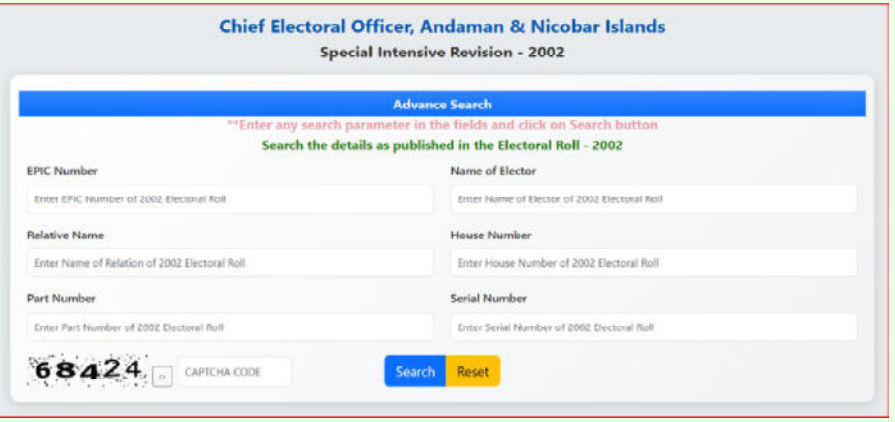 Chief Electoral Officer, Andaman & Nicobar Islands
Special Intensive Revision - 2002
Advance Search
**Enter any search parameter in the fields and click on Search button
Search the details as published in the Electoral Roll - 2002
EPIC Number
Name of Elector
Enter EPIC Number of 2002 Electoral Roll
Enter Name of Elector of 2002 Electoral Roll
Relative Name
House Number
Enter Name of Relation of 2002 Electoral Roll
Enter House Number of 2002 Electoral Roll
Part Number
Serial Number
Enter Part Number of 2002 Electoral Roll
Enter Serial Number of 2002 Electoral Roll
68424
CAPTCHA CODE
Search
Reset